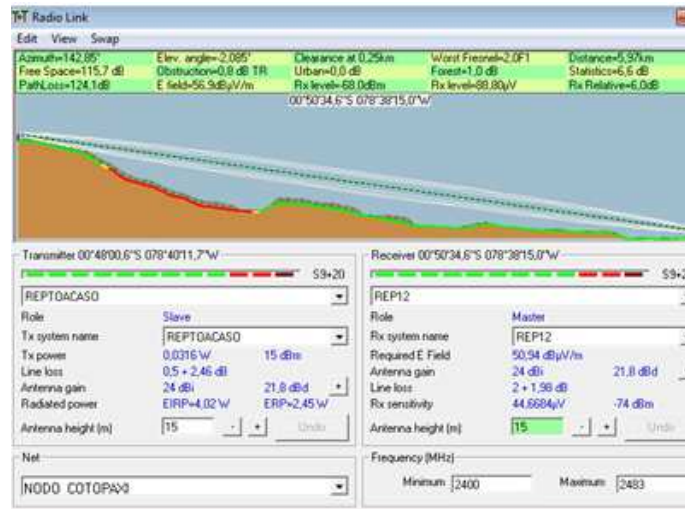 Radio Link
Edit View Swap
Azimuth=142,85° Elev. angle=-2,085° Clearance at 0,25km Worst Fresnel=2,0F1 Distance=5,97km
Free Space=115,7 dB Obstruction=0,8 dB TR Urban=0,0 dB Forest=1,0 dB Statistics=6,6 dB
PathLoss=124,1dB E field=56,9dBµV/m Rx level=-68,0dBm Rx level=88,80µV Rx Relative=6,0dB
00°50'34,6"S 078°38'15,0"W
Transmitter 00°48'00,6"S 078°40'11,7"W
S9+20
REPTOACASO
Role Slave
Tx system name REPTOACASO
Tx power 0,0316 W 15 dBm
Line loss 0,5 + 2,46 dB
Antenna gain 24 dBi 21,8 dBd +
Radiated power EIRP=4,02 W ERP=2,45 W
Antenna height (m) 15 - + Undo
Net
NODO COTOPAXI
Receiver 00°50'34,6"S 078°38'15,0"W
REP12
Role Master
Rx system name REP12
Required E Field 50,94 dBµV/m
Antenna gain 24 dBi 21,8 dBd
Line loss 2 + 1,98 dB
Rx sensitivity 44,6684µV -74 dBm
Antenna height (m) 15 - + Undo
Frequency (MHz)
Minimum 2400 Maximum 2483